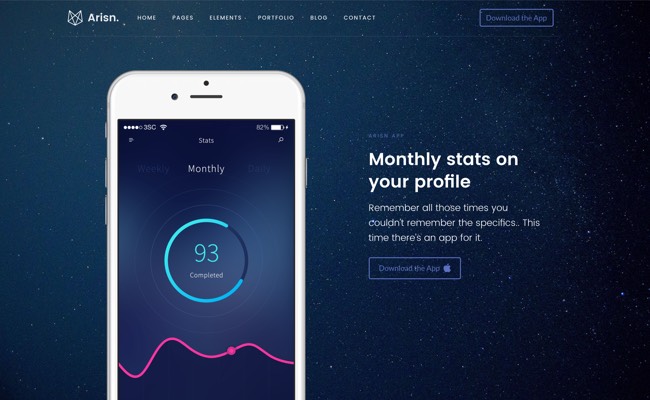 Arisn.
HOME PAGES ELEMENTS PORTFOLIO BLOG CONTACT
Download the App
3SC 82%
Stats
Weekly Monthly Daily
93
Completed
ARISN APP
Monthly stats on
your profile
Remember all those times you
couldn't remember the specifics.. This
time there's an app for it.
Download the App